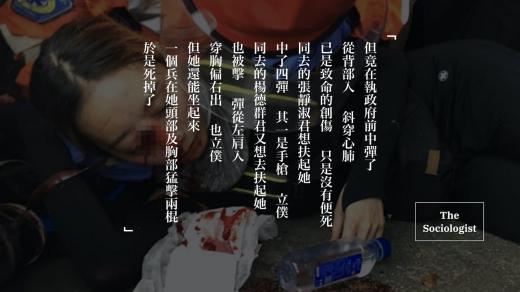 「
但竟在執政府前中彈了
從背部入 斜穿心肺
已是致命的創傷 只是沒有便死
同去的張靜淑君想扶起她
中了四彈 其一是手槍 立仆
同去的楊德群君又想去扶起她
也被擊 彈從左肩入
穿胸偏右出 也立仆
但她還能坐起來
一個兵在她頭部及胸部猛擊兩棍
於是死掉了
」
The
Sociologist